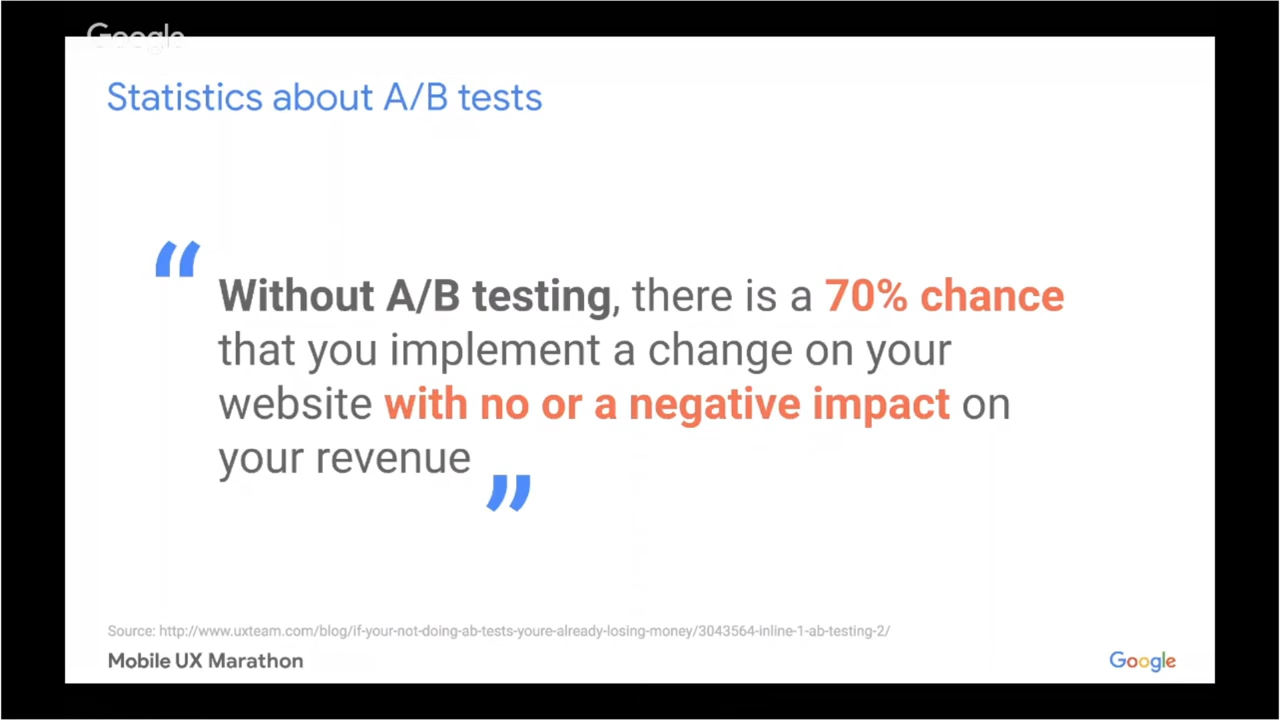 Google
Statistics about A/B tests
“
Without A/B testing, there is a 70% chance
that you implement a change on your
website with no or a negative impact on
your revenue
”
Source: http://www.uxteam.com/blog/if-your-not-doing-ab-tests-youre-already-losing-money/3043564-inline-1-ab-testing-2/
Mobile UX Marathon
Google